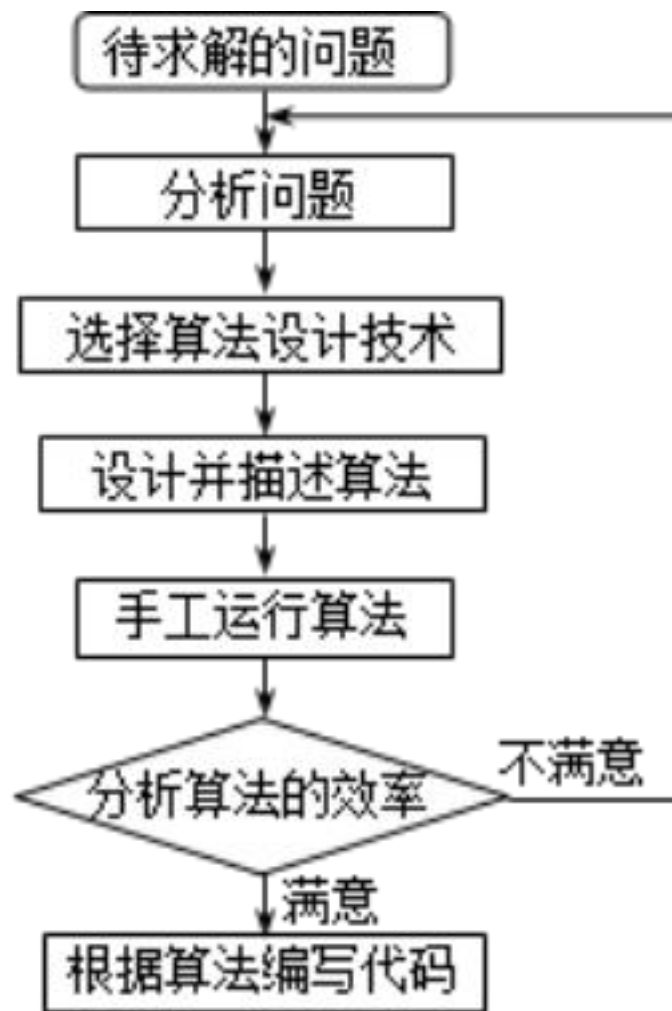 待求解的问题
分析问题
选择算法设计技术
设计并描述算法
手工运行算法
分析算法的效率
不满意
满意
根据算法编写代码